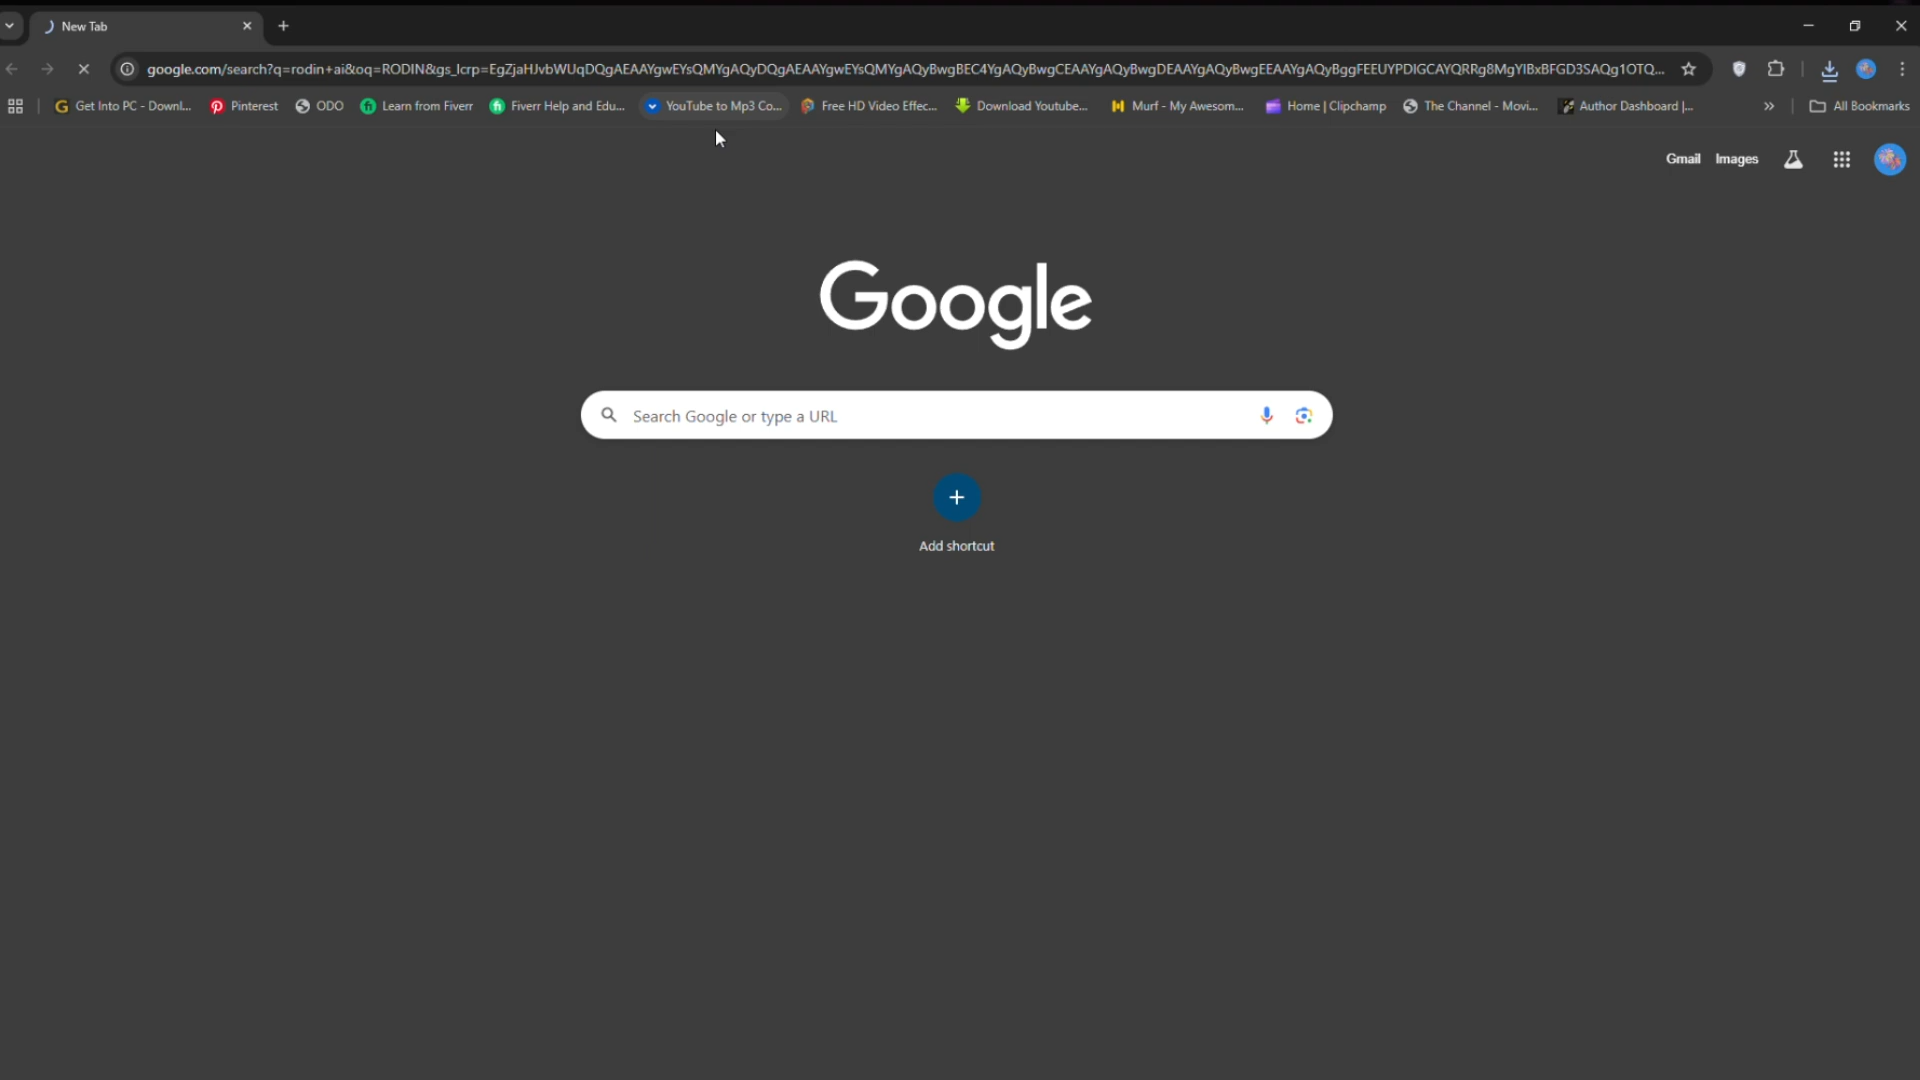 New Tab
google.com/search?q=rodin+ai&oq=RODIN&gs_lcrp=EgZjaHJvbWUqDQgAEAAYgwEYsQMYgAQyDQgAEAAYgwEYsQMYgAQyBwgBEC4YgAQyBwgCEAAYgAQyBwgDEAAYgAQyBwgEEAAYgAQyBggFEEUYPDIGCAYQRRg8MgYIBxBFGD3SAQg1OTQ...
Get Into PC - Downl... Pinterest ODO Learn from Fiverr Fiverr Help and Edu... YouTube to Mp3 Co... Free HD Video Effec... Download Youtube... Murf - My Awesom... Home | Clipchamp The Channel - Movi... Author Dashboard |... » All Bookmarks
Gmail Images
Google
Search Google or type a URL
Add shortcut